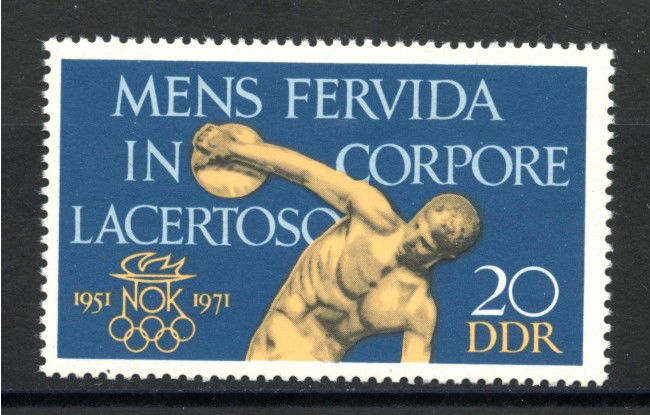 MENS FERVIDA
IN CORPORE
LACERTOSO
1951 NOK 1971
20
DDR